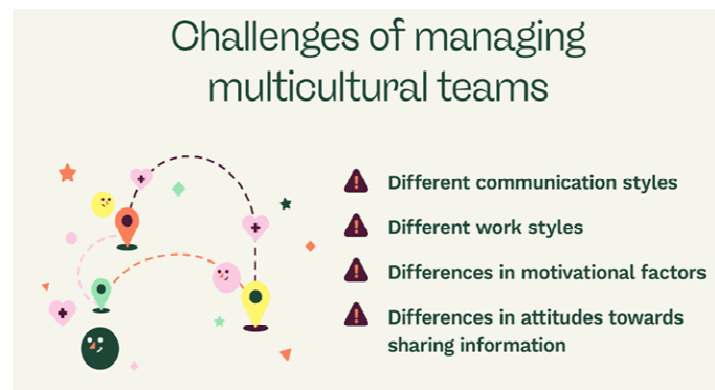 Challenges of managing
multicultural teams
Different communication styles
Different work styles
Differences in motivational factors
Differences in attitudes towards
sharing information